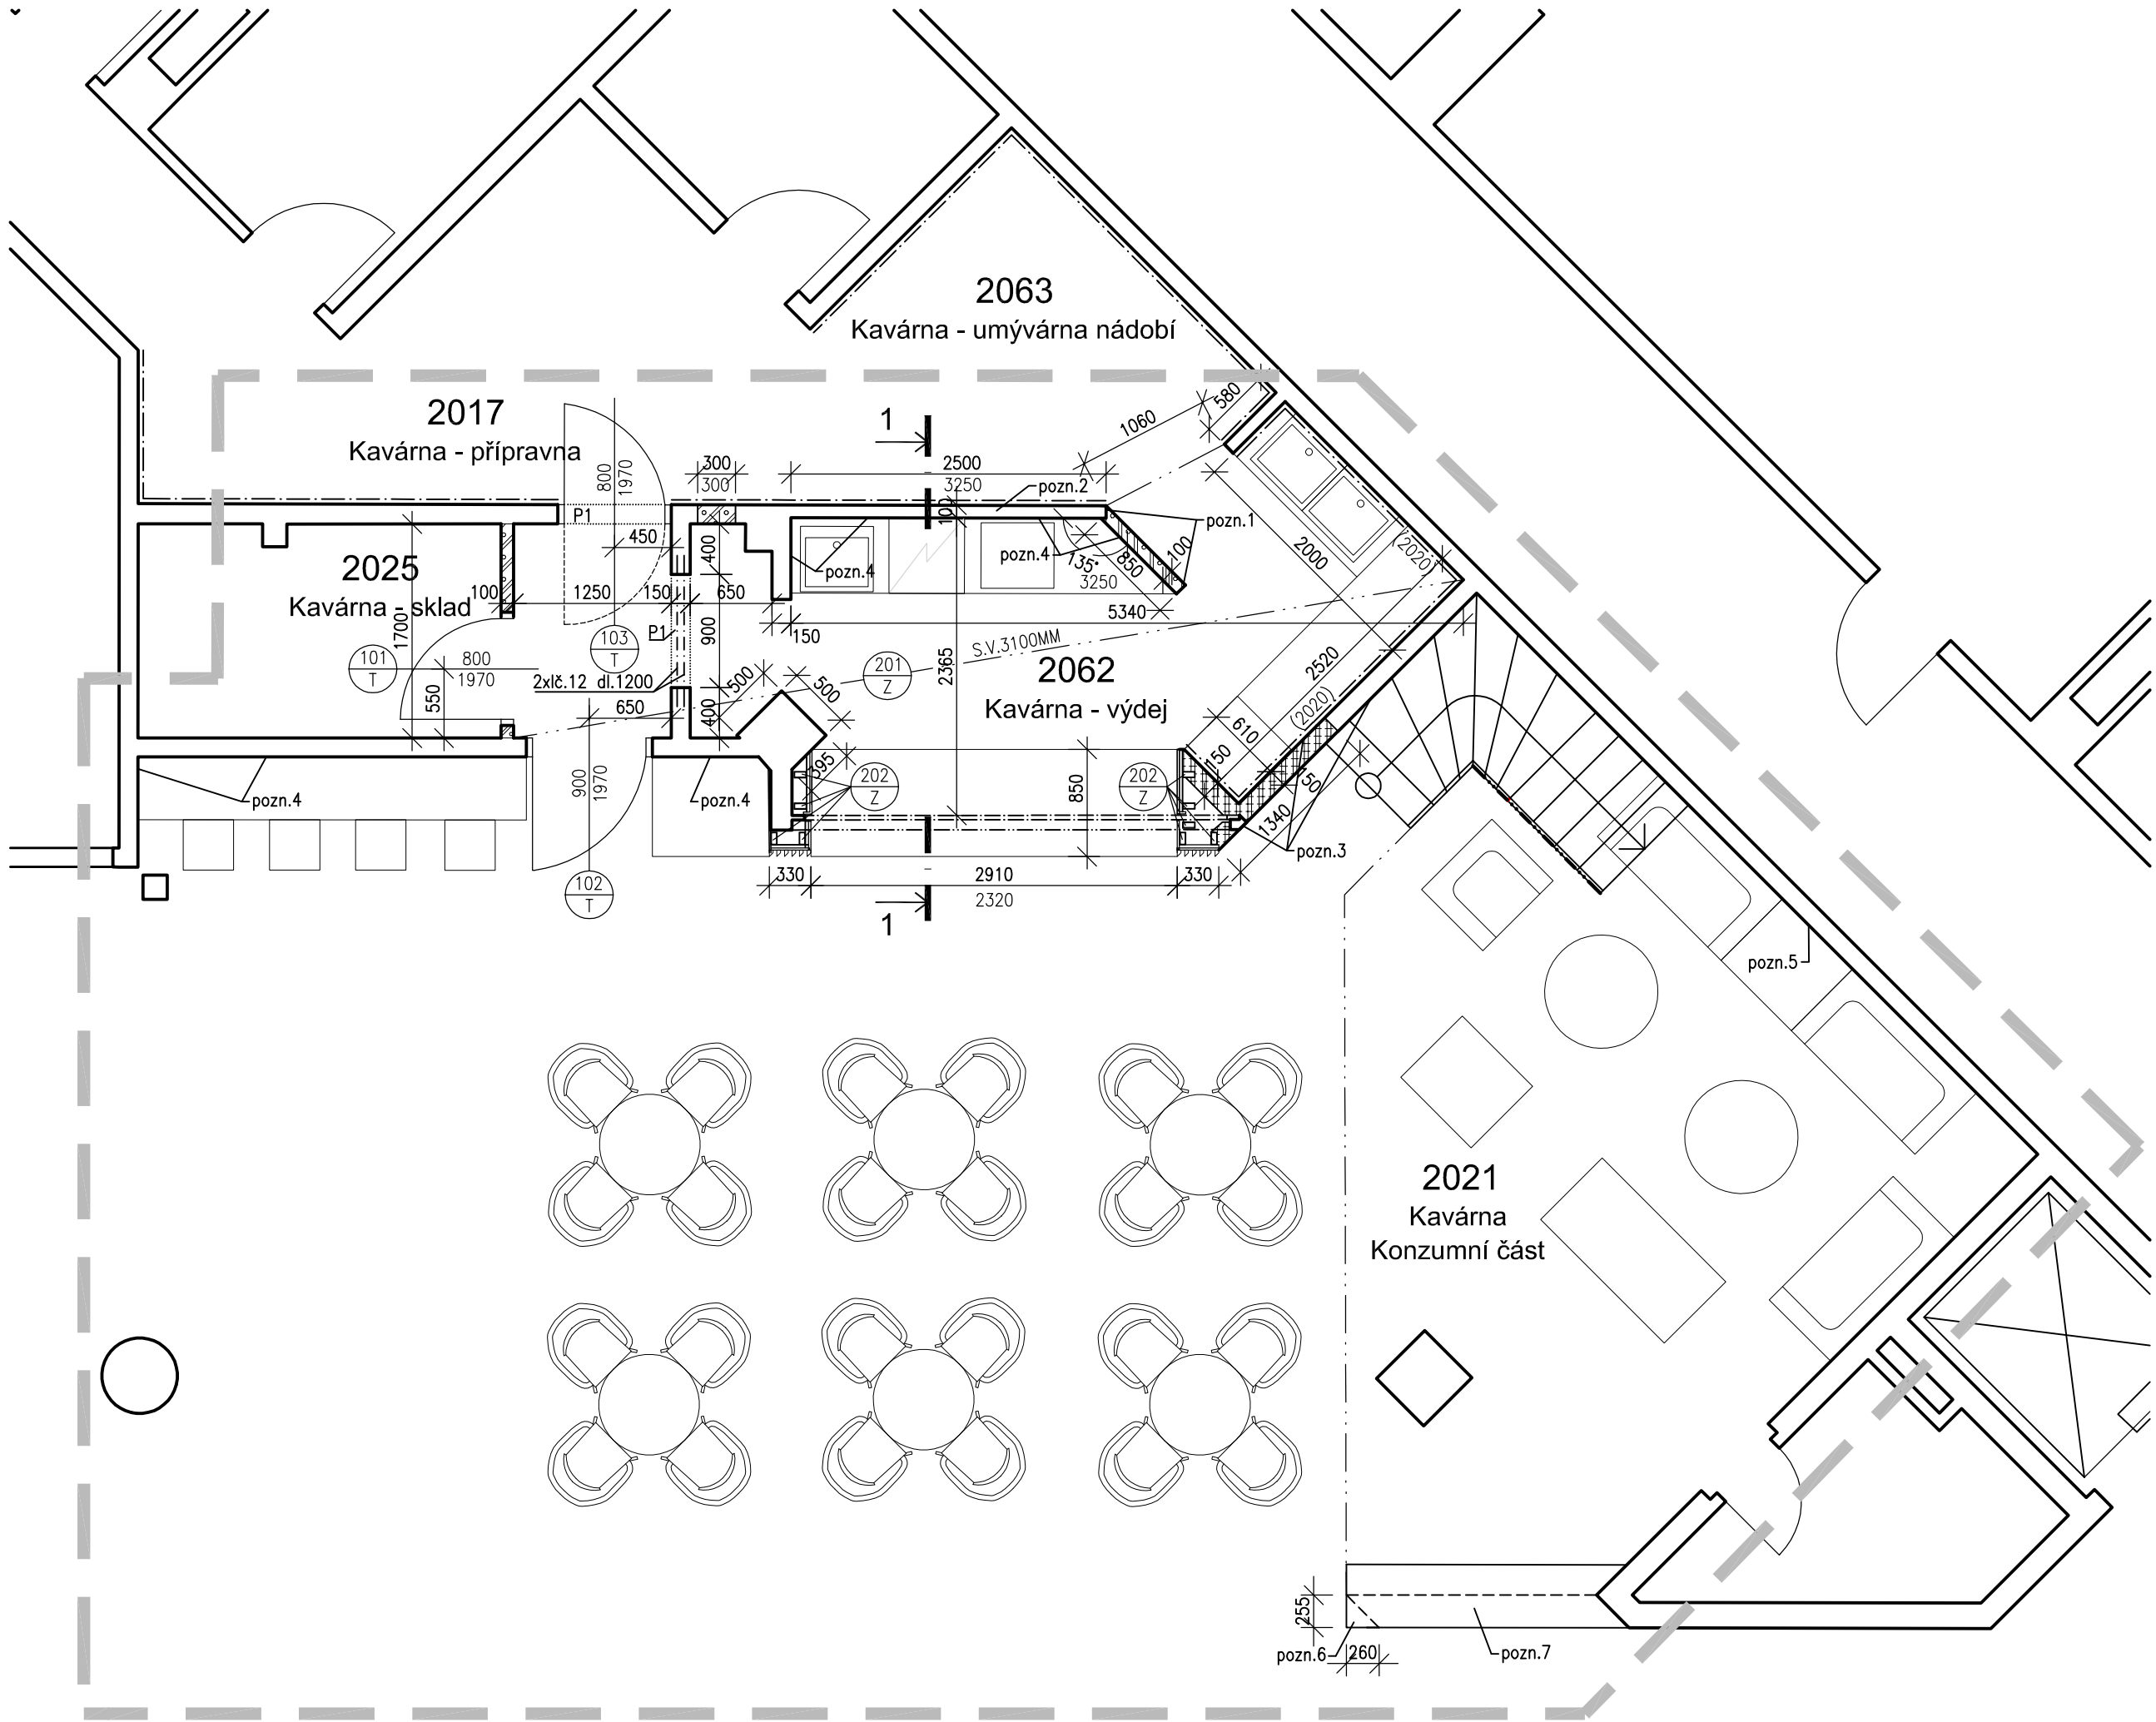 2063
Kavárna - umývárna nádobí
580
1060
2017
Kavárna - přípravna
1
800
1970
300
300
2500
3250
pozn.2
100
P1
pozn.1
450
400
pozn.4
pozn.4
135°
850
100
3250
2000
(2020)
2025
Kavárna - sklad
100
1250
150
650
1700
5340
150
103
T
P1
900
S.V.3100MM
101
T
800
1970
550
2xIč.12 dl.1200
500
500
201
Z
2365
2062
Kavárna - výdej
2520
(2020)
650
400
610
395
150
150
900
1970
202
Z
850
202
Z
1340
pozn.4
pozn.4
pozn.3
330
2910
330
2320
102
T
1
pozn.5
2021
Kavárna
Konzumní část
255
pozn.6
260
pozn.7